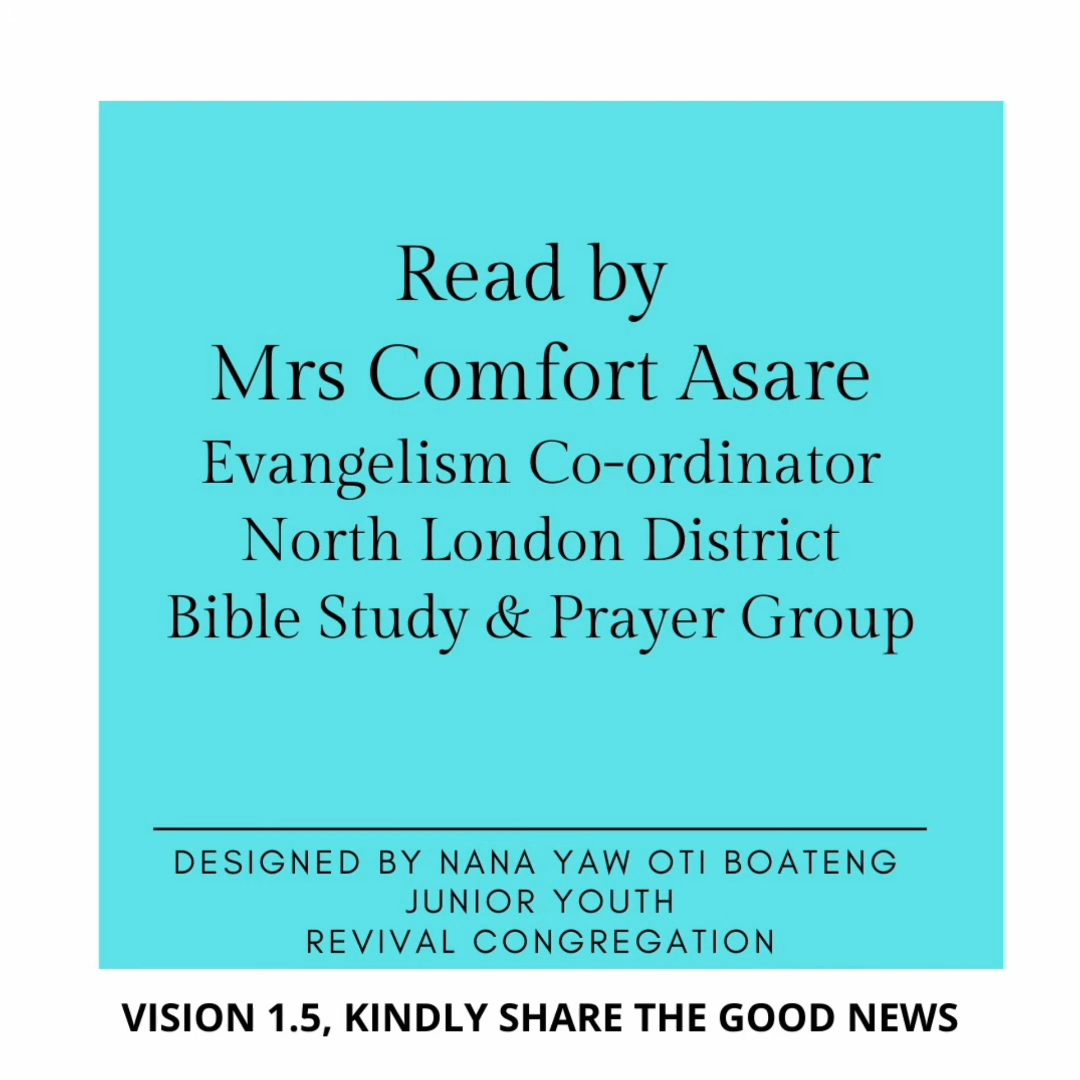 Read by
Mrs Comfort Asare
Evangelism Co-ordinator
North London District
Bible Study & Prayer Group
DESIGNED BY NANA YAW OTI BOATENG
JUNIOR YOUTH
REVIVAL CONGREGATION
VISION 1.5, KINDLY SHARE THE GOOD NEWS